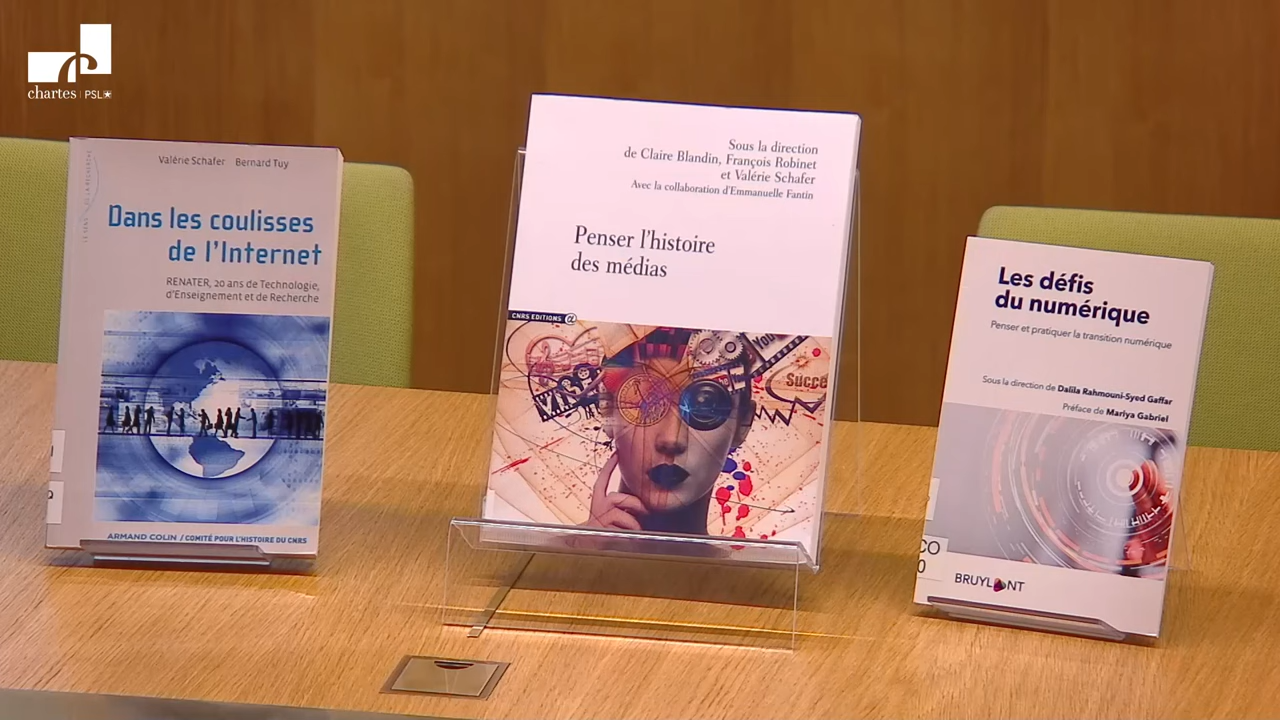 chartes | PSL
Valérie Schafer Bernard Tuy
Dans les coulisses
de l'Internet
RENATER, 20 ans de Technologie,
d'Enseignement et de Recherche
ARMAND COLIN / COMITÉ POUR L'HISTOIRE DU CNRS
Sous la direction
de Claire Blandin, François Robinet
et Valérie Schafer
Avec la collaboration d'Emmanuelle Fantin
Penser l'histoire
des médias
CNRS EDITIONS
You
Succe
Les défis
du numérique
Penser et pratiquer la transition numérique
Sous la direction de Dalila Rahmouni-Syed Gaffar
Préface de Mariya Gabriel
CO
0
BRUYLANT